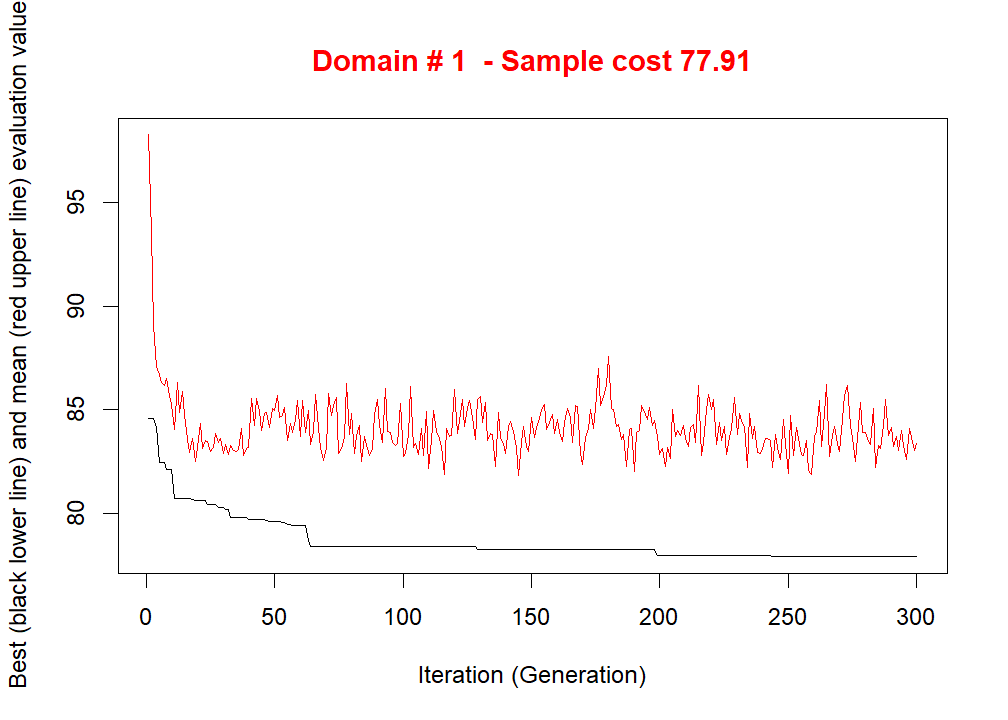 Domain # 1  - Sample cost 77.91
Best (black lower line) and mean (red upper line) evaluation value
95
90
85
80
0 50 100 150 200 250 300
Iteration (Generation)